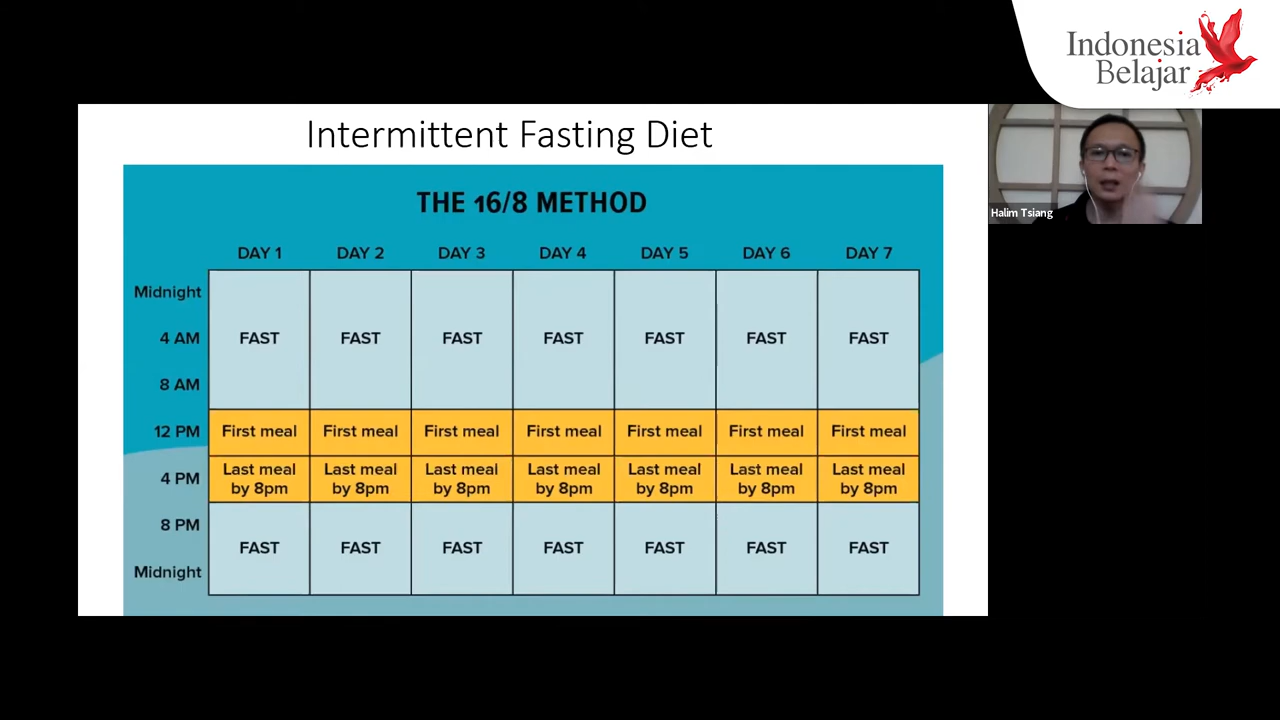 Indonesia
Belajar
Intermittent Fasting Diet
THE 16/8 METHOD
DAY 1 DAY 2 DAY 3 DAY 4 DAY 5 DAY 6 DAY 7
Midnight
4 AM FAST FAST FAST FAST FAST FAST FAST
8 AM
12 PM First meal First meal First meal First meal First meal First meal First meal
4 PM Last meal by 8pm Last meal by 8pm Last meal by 8pm Last meal by 8pm Last meal by 8pm Last meal by 8pm Last meal by 8pm
8 PM
FAST FAST FAST FAST FAST FAST FAST
Midnight
Halim Tsiang